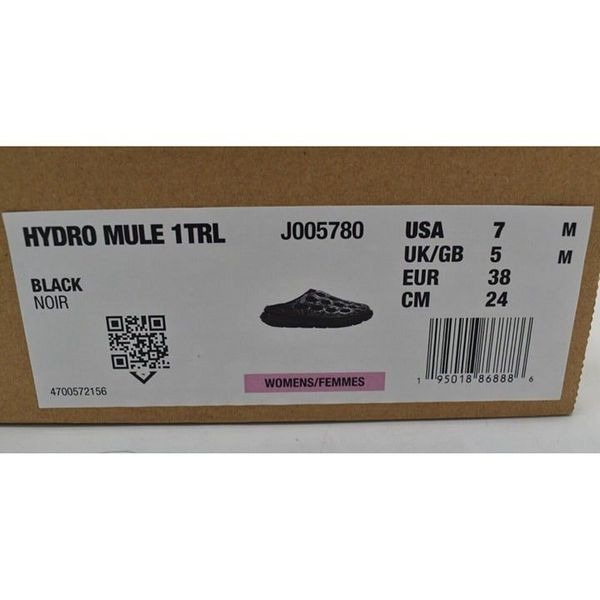 HYDRO MULE 1TRL
J005780
USA 7 M
UK/GB 5 M
EUR 38
CM 24
BLACK
NOIR
4700572156
WOMENS/FEMMES
1 95018 86888 6